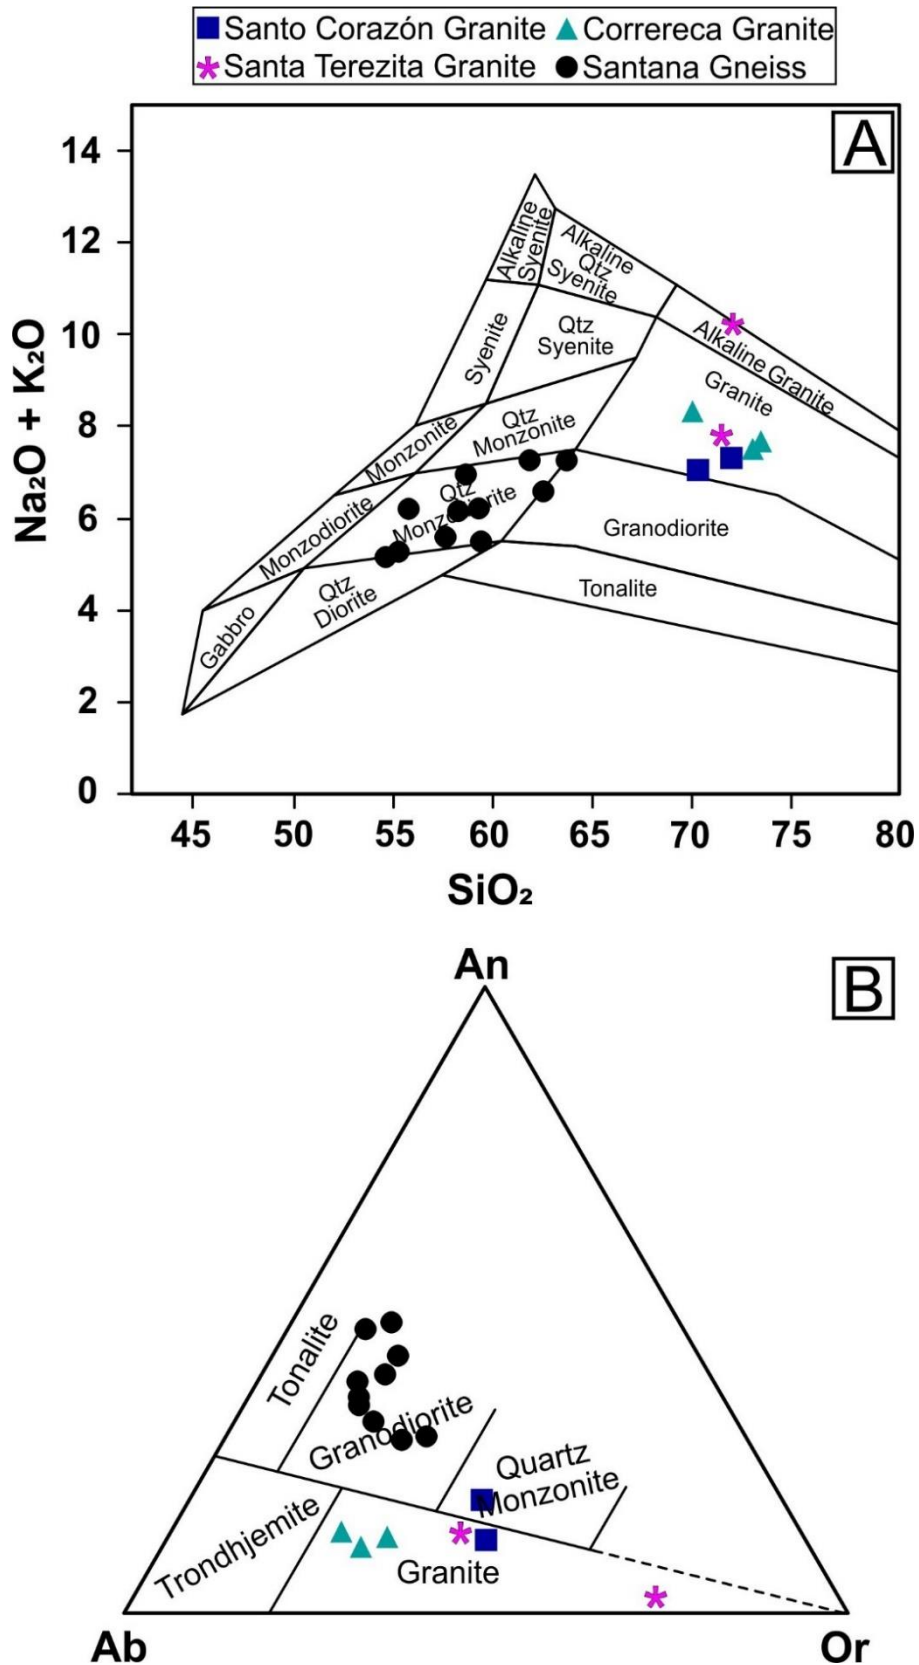 Santo Corazón Granite Correreca Granite
Santa Terezita Granite Santana Gneiss
A
14
12
10
8
6
4
2
0
Na₂O + K₂O
Alkaline
Syenite
Alkaline
Qtz
Syenite
Syenite
Qtz
Syenite
Alkaline Granite
Granite
Monzonite
Qtz
Monzonite
Monzodiorite
Qtz
Monzodiorite
Granodiorite
Gabbro
Qtz
Diorite
Tonalite
45 50 55 60 65 70 75 80
SiO₂
B
An
Tonalite
Granodiorite
Quartz
Monzonite
Trondhjemite
Granite
Ab Or